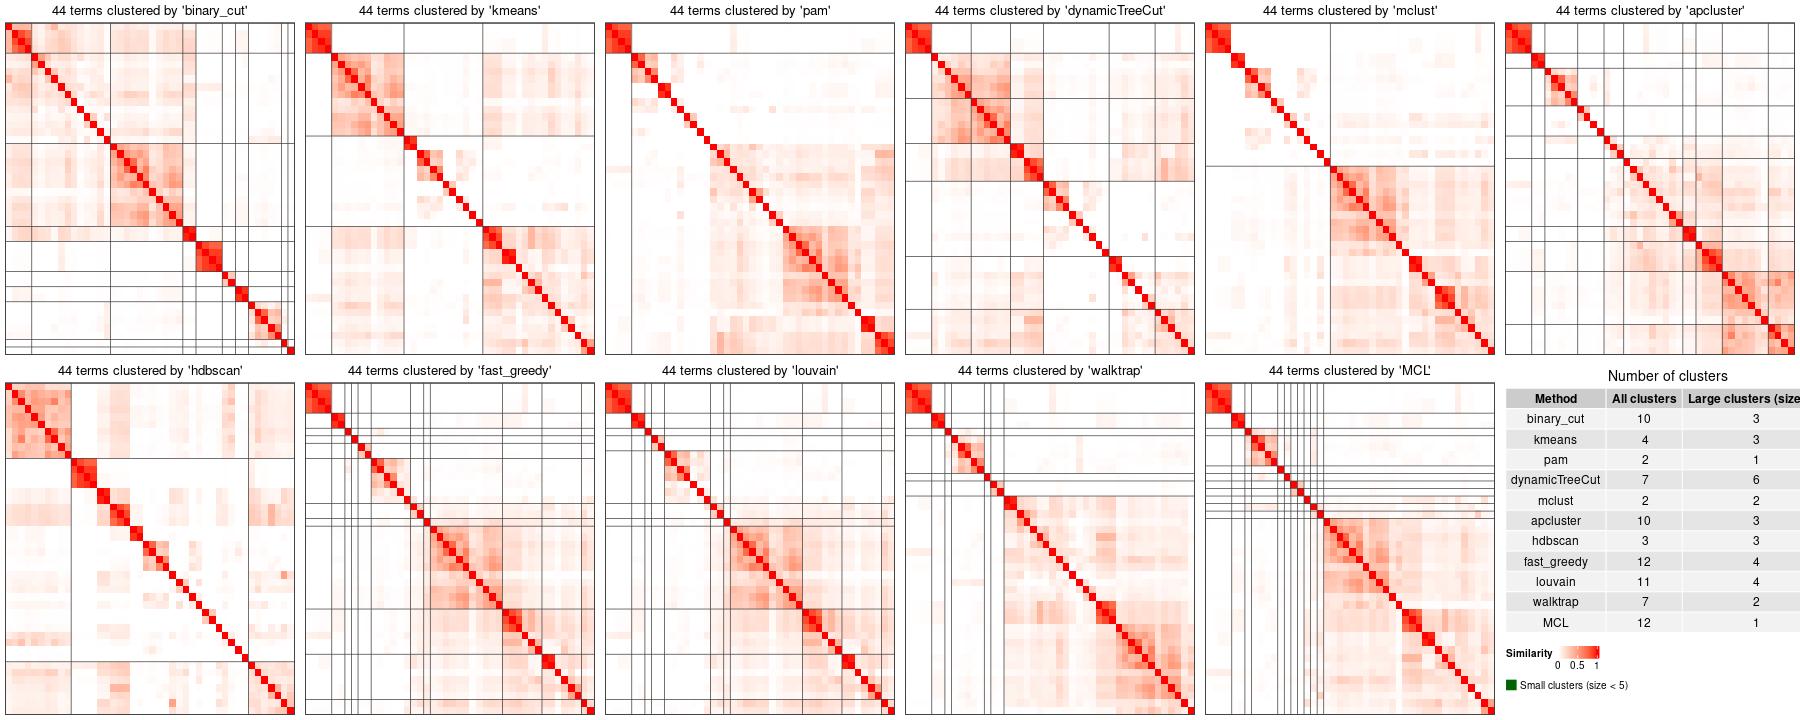 44 terms clustered by 'binary_cut'
44 terms clustered by 'kmeans'
44 terms clustered by 'pam'
44 terms clustered by 'dynamicTreeCut'
44 terms clustered by 'mclust'
44 terms clustered by 'apcluster'
44 terms clustered by 'hdbscan'
44 terms clustered by 'fast_greedy'
44 terms clustered by 'louvain'
44 terms clustered by 'walktrap'
44 terms clustered by 'MCL'
Number of clusters
Method All clusters Large clusters (size
binary_cut 10 3
kmeans 4 3
pam 2 1
dynamicTreeCut 7 6
mclust 2 2
apcluster 10 3
hdbscan 3 3
fast_greedy 12 4
louvain 11 4
walktrap 7 2
MCL 12 1
Similarity
0 0.5 1
Small clusters (size < 5)